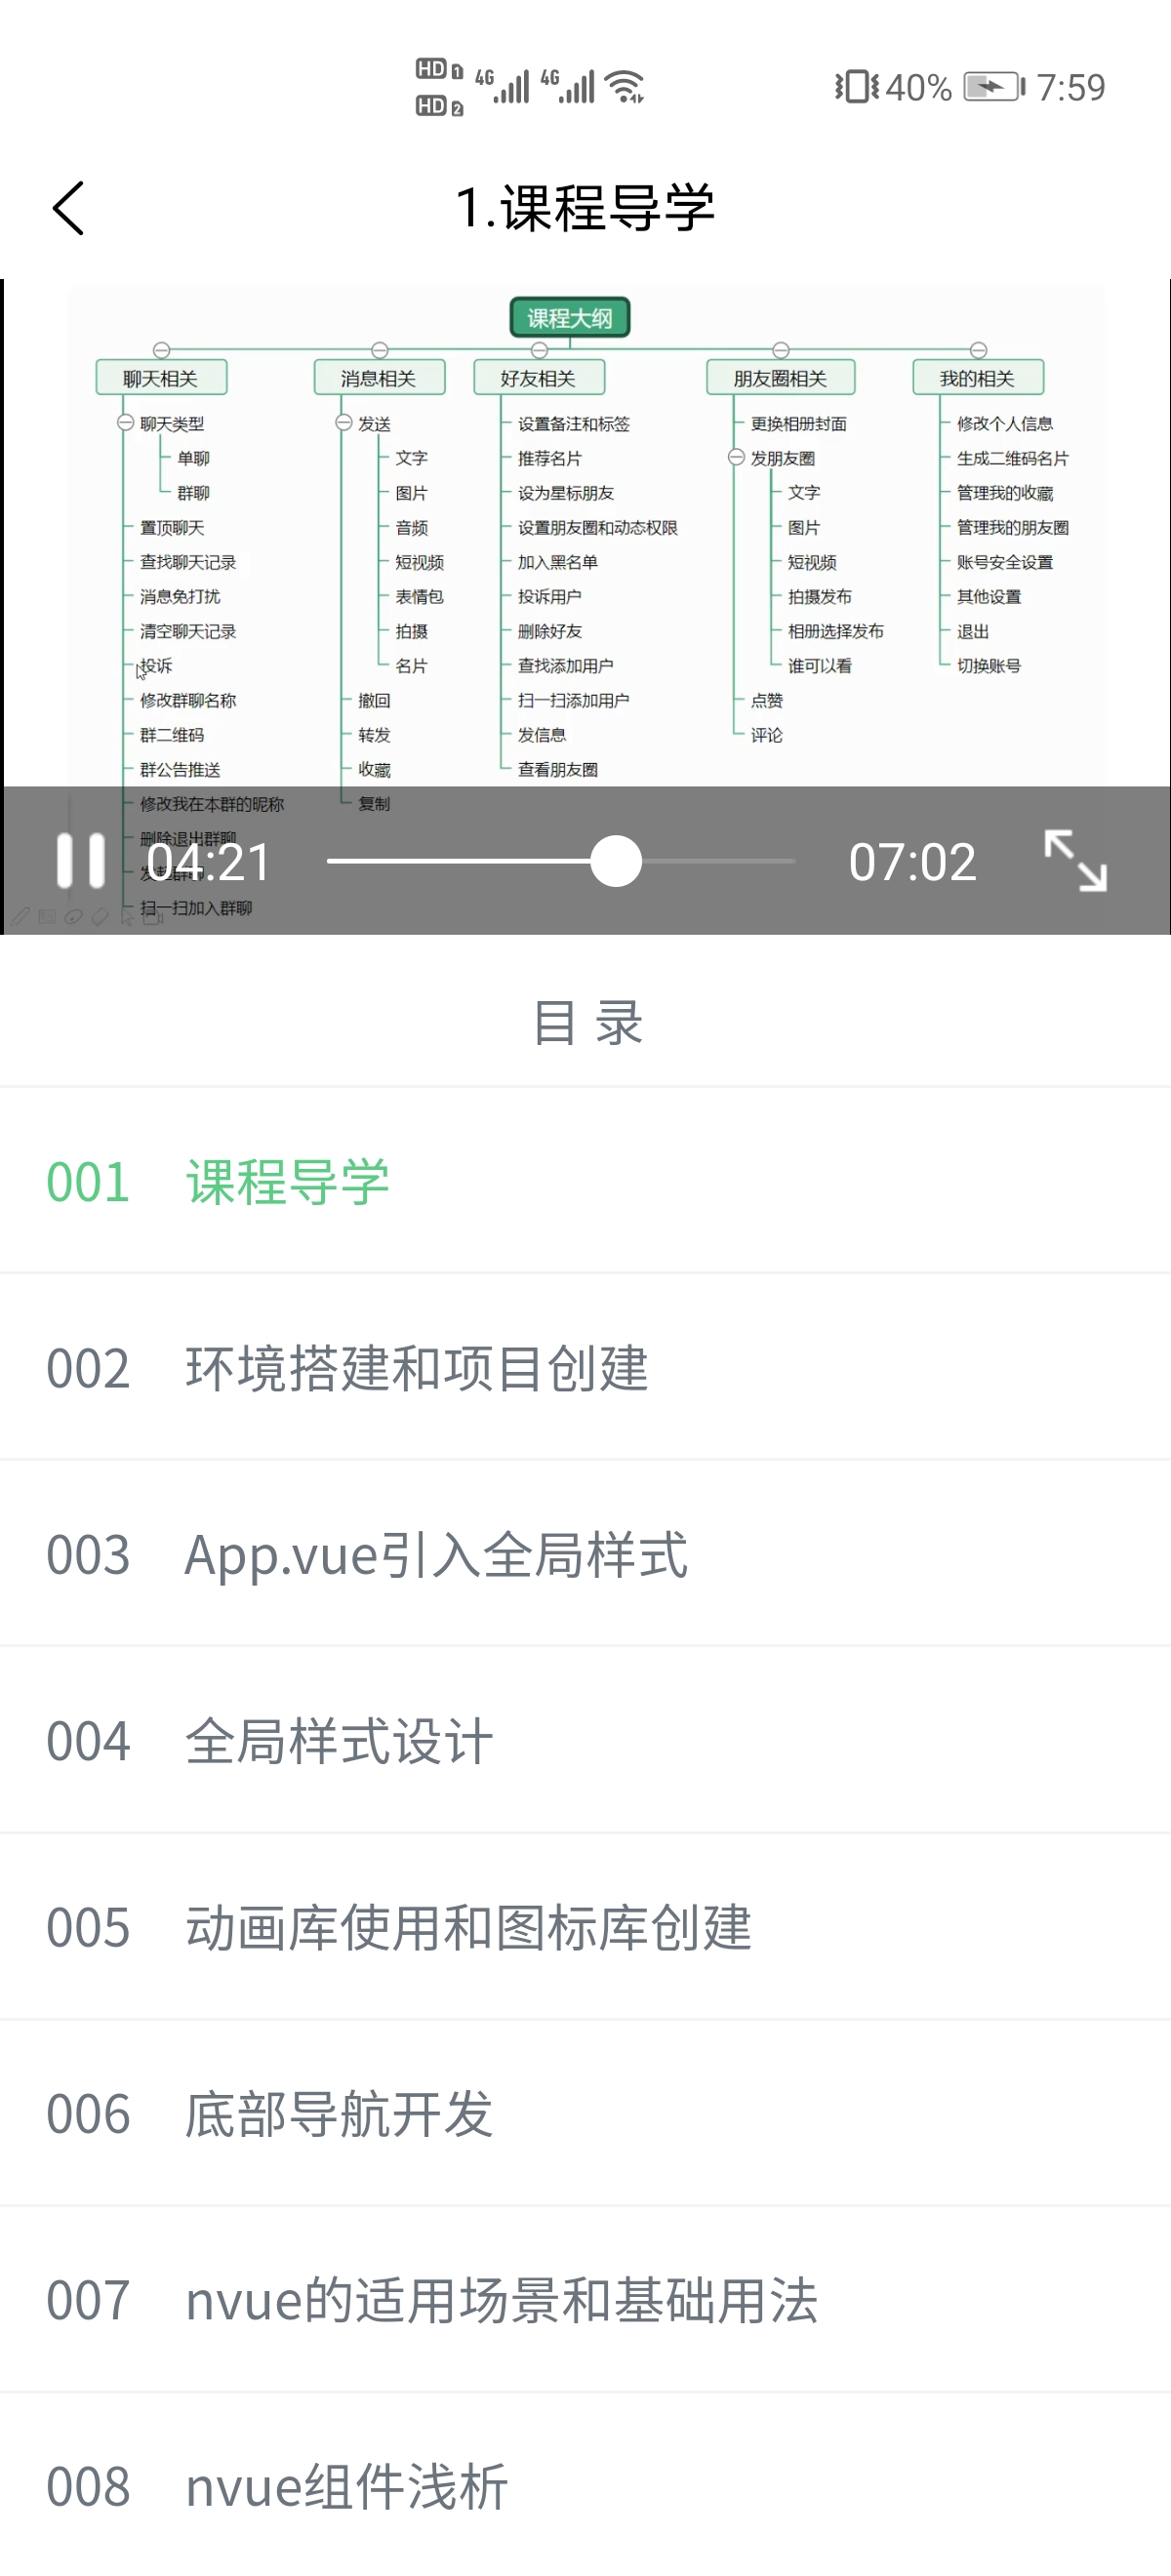 HD 1 4G 4G 40% 7:59
HD 2
1.课程导学
课程大纲
聊天相关
聊天类型
单聊
群聊
置顶聊天
查找聊天记录
消息免打扰
清空聊天记录
投诉
修改群聊名称
群二维码
群公告推送
修改我在本群的昵称
删除退出群聊
扫一扫加入群聊
消息相关
发送
文字
图片
音频
短视频
表情包
拍摄
名片
撤回
转发
收藏
复制
好友相关
设置备注和标签
推荐名片
设为星标朋友
设置朋友圈和动态权限
加入黑名单
投诉用户
删除好友
查找添加用户
扫一扫添加用户
发信息
查看朋友圈
朋友圈相关
更换相册封面
发朋友圈
文字
图片
短视频
拍摄发布
相册选择发布
谁可以看
点赞
评论
我的相关
修改个人信息
生成二维码名片
管理我的收藏
管理我的朋友圈
账号安全设置
其他设置
退出
切换账号
04:21 07:02
目 录
001 课程导学
002 环境搭建和项目创建
003 App.vue引入全局样式
004 全局样式设计
005 动画库使用和图标库创建
006 底部导航开发
007 nvue的适用场景和基础用法
008 nvue组件浅析